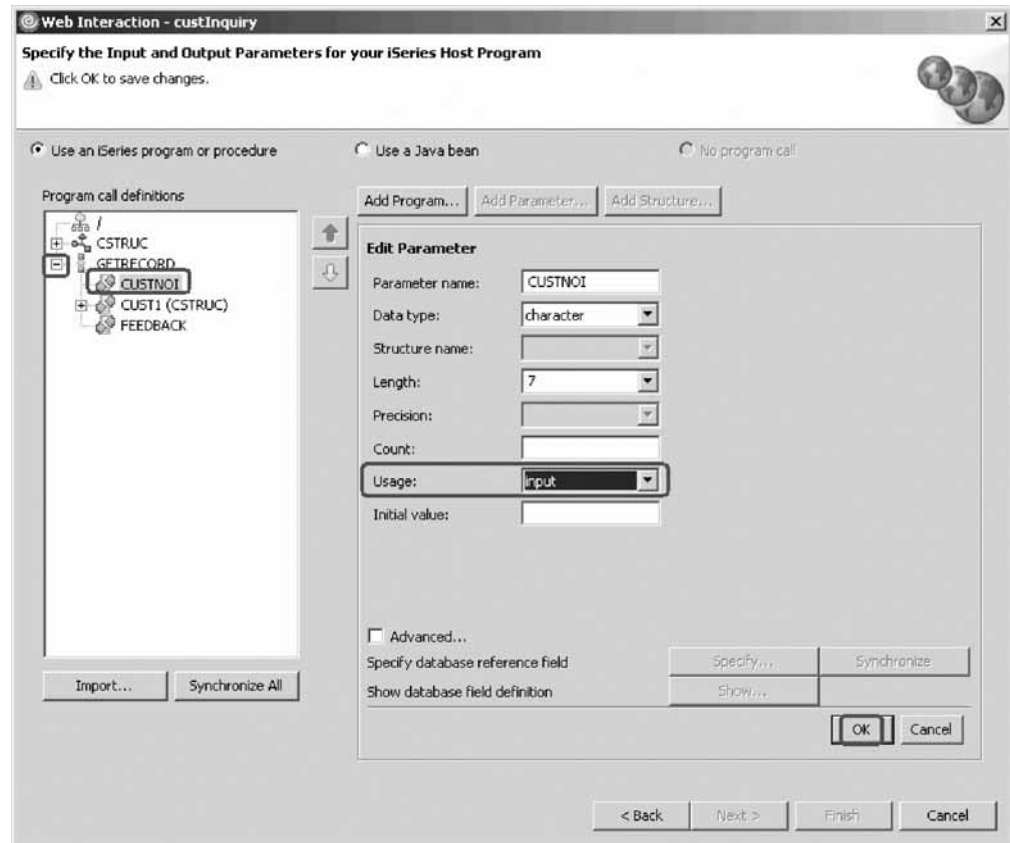 Web Interaction - custInquiry
Specify the Input and Output Parameters for your iSeries Host Program
Click OK to save changes.
Use an iSeries program or procedure
Use a Java bean
No program call
Program call definitions
Add Program...
Add Parameter...
Add Structure...
/
CSTRUC
GETRECORD
CUSTNOI
CUST1 (CSTRUC)
FEEDBACK
Edit Parameter
Parameter name: CUSTNOI
Data type: character
Structure name:
Length: 7
Precision:
Count:
Usage: input
Initial value:
Advanced...
Specify database reference field Specify... Synchronize
Show database field definition Show...
Import... Synchronize All
OK Cancel
< Back Next > Finish Cancel